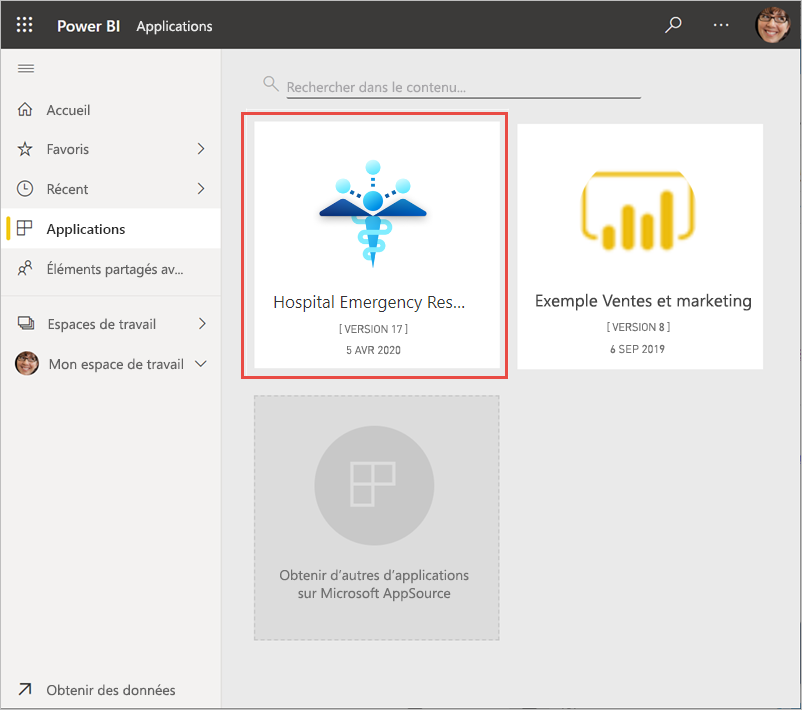 Power BI Applications
Rechercher dans le contenu...
Accueil
Favoris
Récent
Applications
Éléments partagés av...
Espaces de travail
Mon espace de travail
Obtenir des données
Hospital Emergency Res...
[ VERSION 17 ]
5 AVR 2020
Exemple Ventes et marketing
[ VERSION 8 ]
6 SEP 2019
Obtenir d'autres d'applications
sur Microsoft AppSource